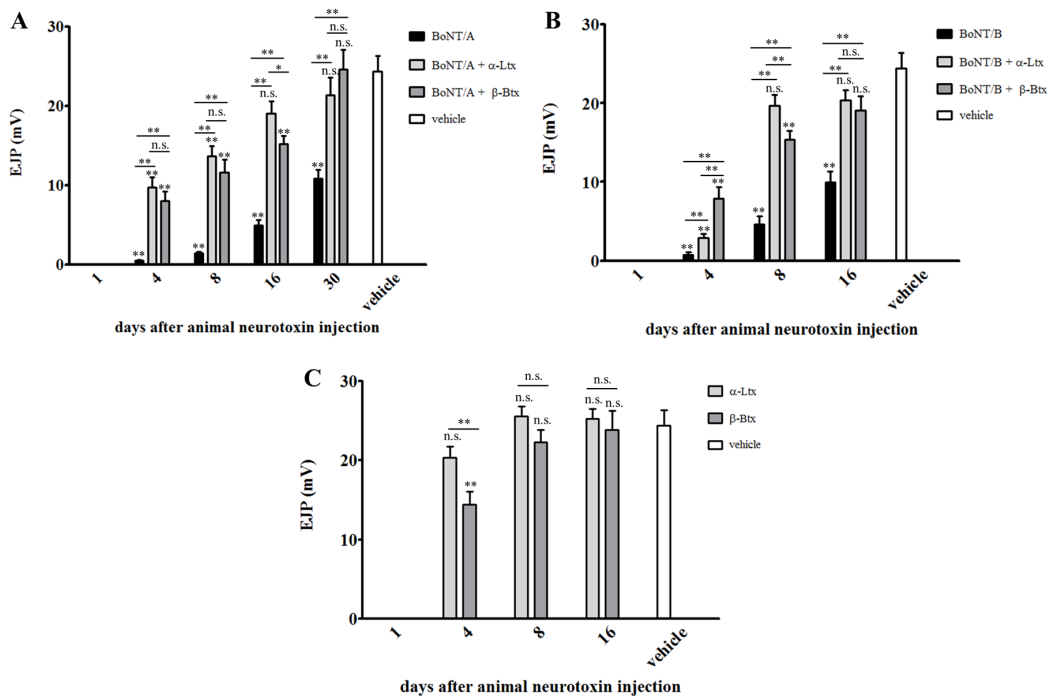 A
EJP (mV)
30
20
10
0
** ** ** ** ** n.s.
** ** ** ** ** n.s.
** ** ** n.s. * **
** ** n.s. n.s. n.s. **
BoNT/A
BoNT/A + α-Ltx
BoNT/A + β-Btx
vehicle
1 4 8 16 30 vehicle
days after animal neurotoxin injection
B
EJP (mV)
30
20
10
0
** ** ** ** ** **
** ** ** ** n.s. **
** ** n.s. n.s. n.s. **
BoNT/B
BoNT/B + α-Ltx
BoNT/B + β-Btx
vehicle
1 4 8 16 vehicle
days after animal neurotoxin injection
C
EJP (mV)
30
20
10
0
** n.s. **
n.s. n.s. n.s.
n.s. n.s. n.s.
α-Ltx
β-Btx
vehicle
1 4 8 16 vehicle
days after animal neurotoxin injection